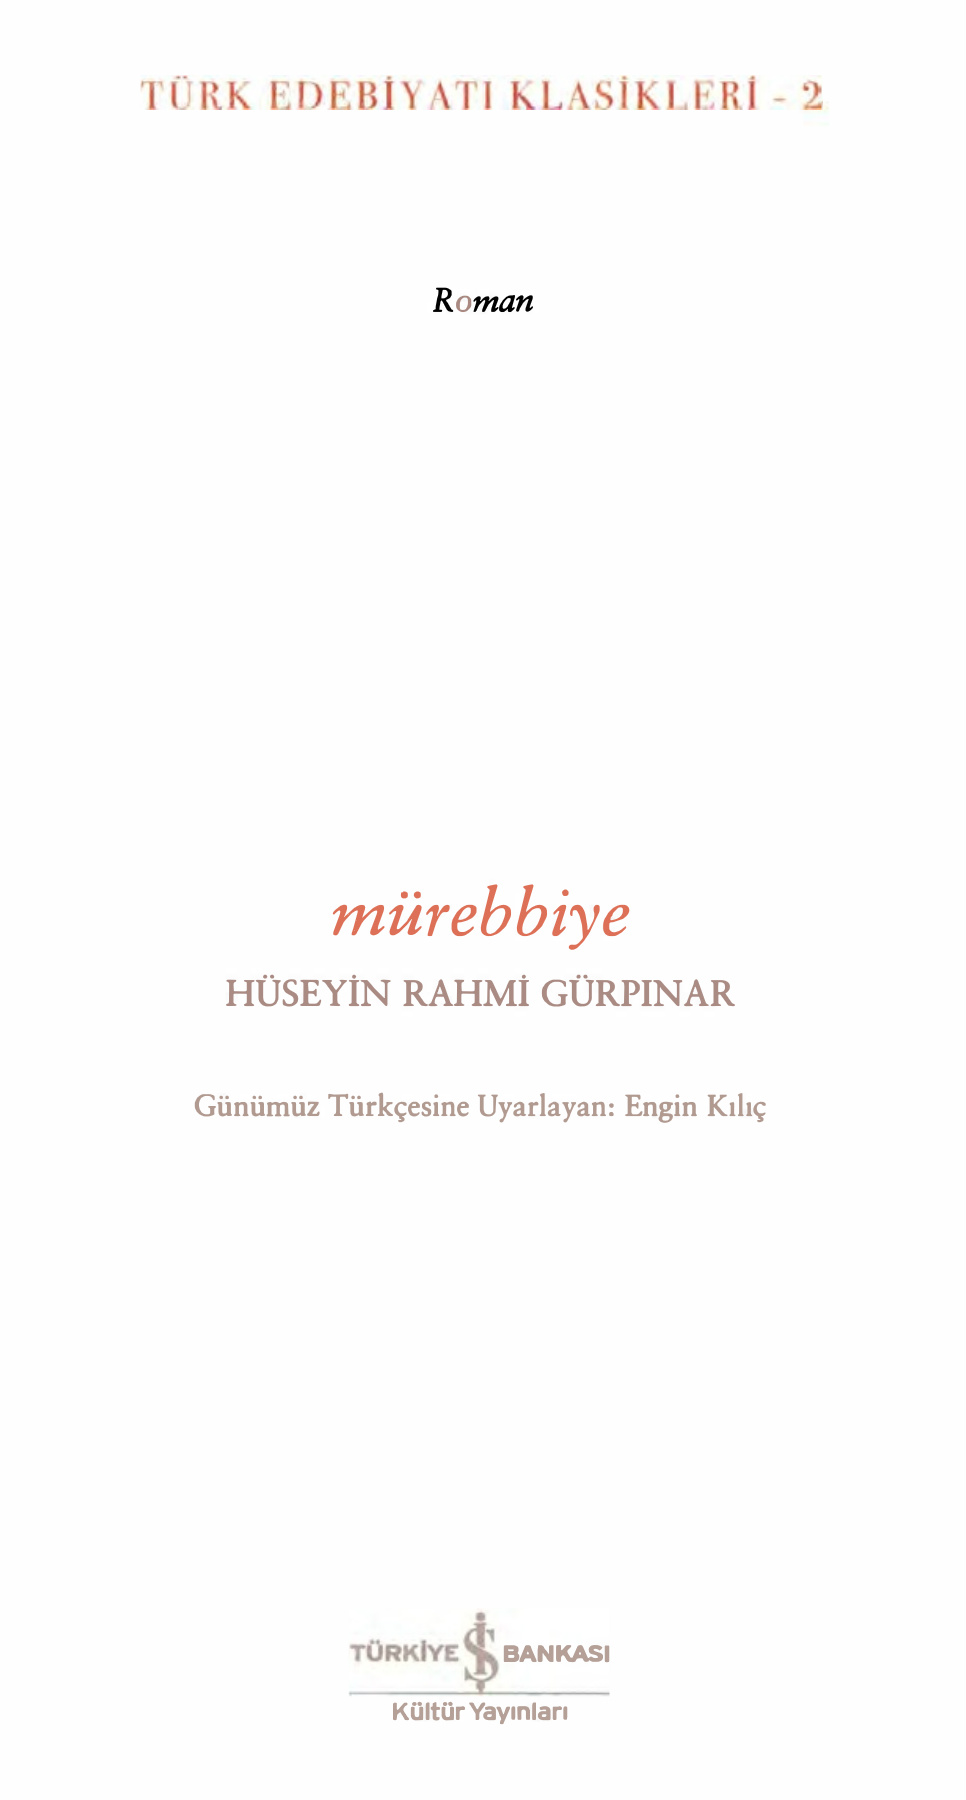 TÜRK EDEBİYATI KLASİKLERİ - 2
Roman
mürebbiye
HÜSEYİN RAHMİ GÜRPINAR
Günümüz Türkçesine Uyarlayan: Engin Kılıç
TÜRKİYE İŞ BANKASI
Kültür Yayınları